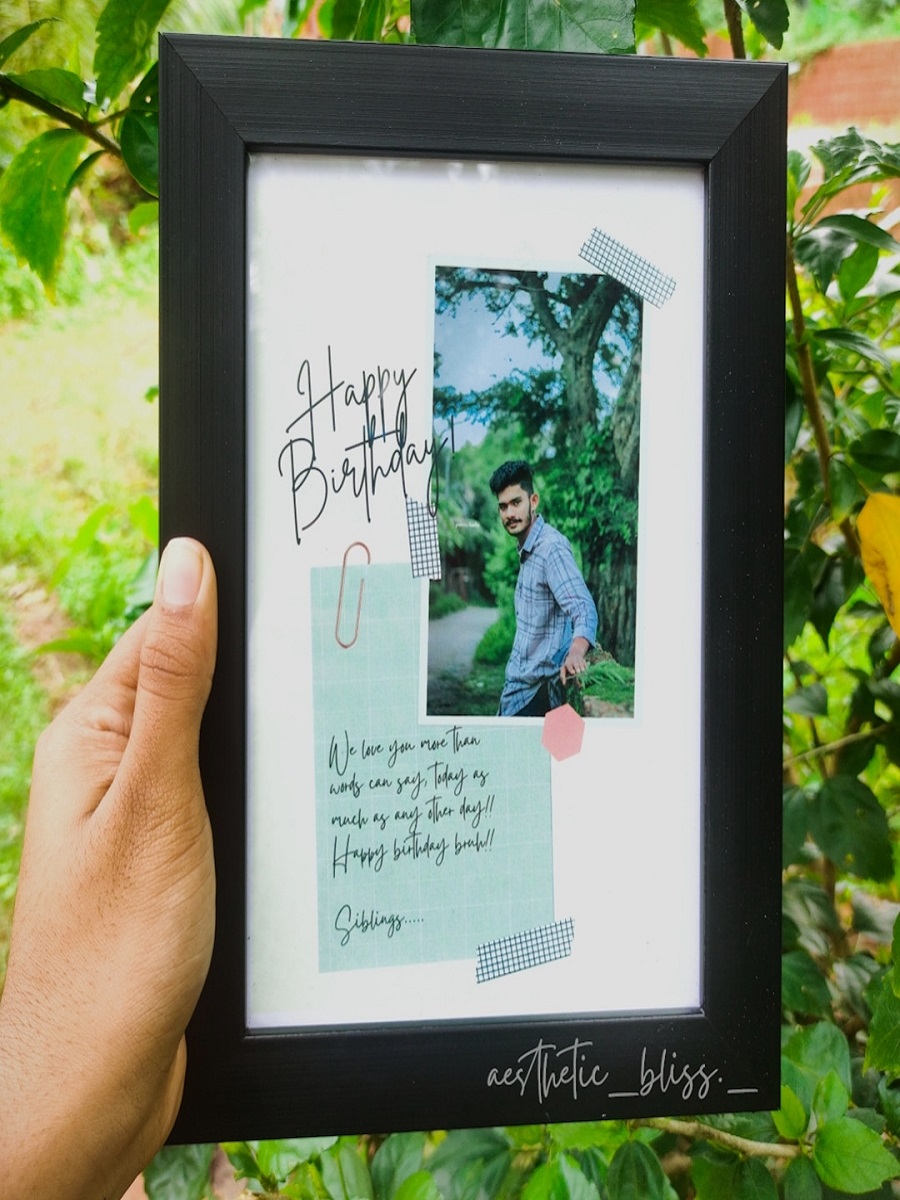 Happy
Birthday!
We love you more than
words can say, today as
much as any other day!!
Happy birthday bruh!!
Siblings.....
aesthetic_bliss._